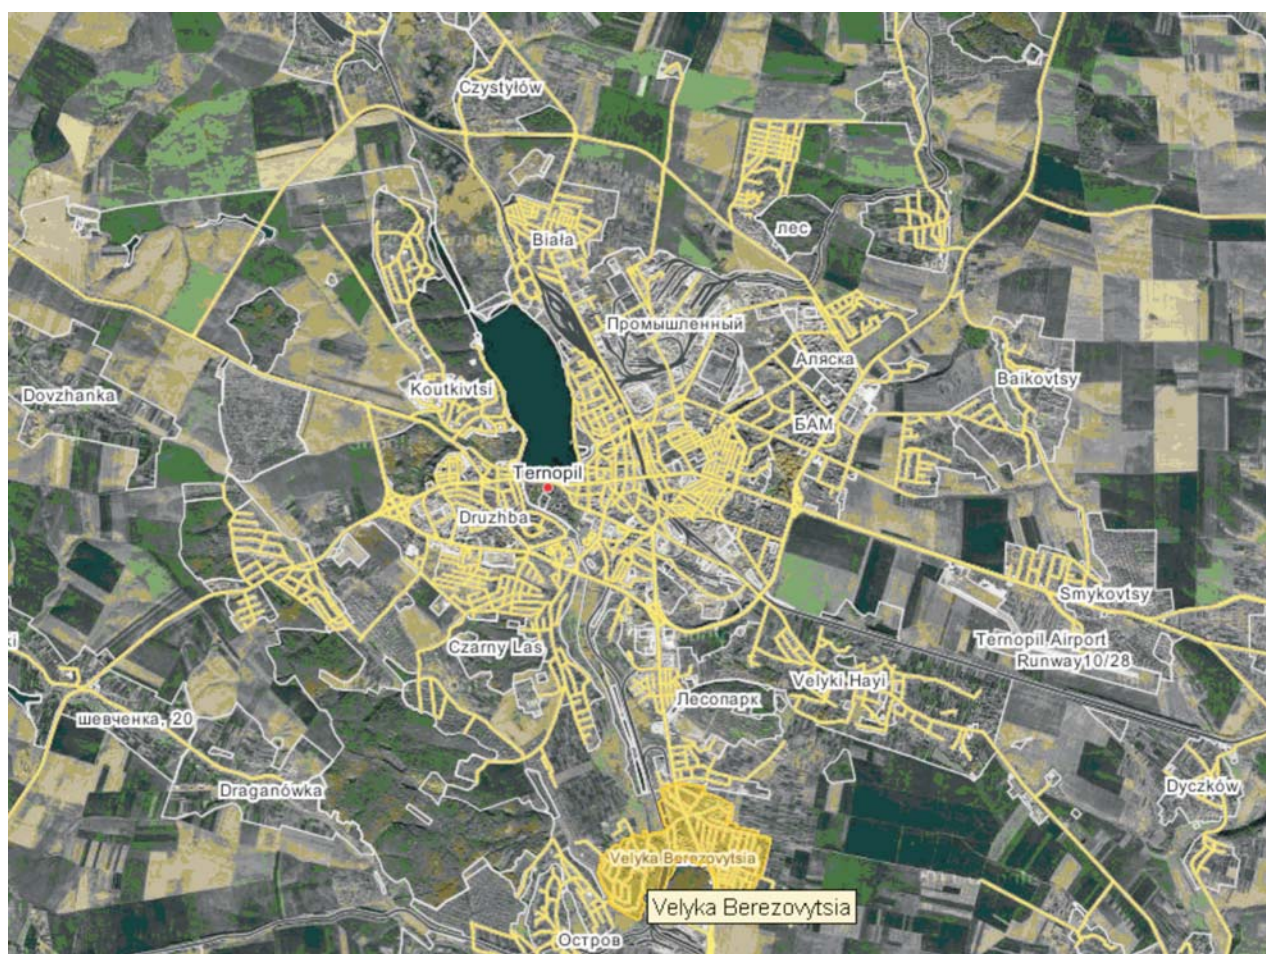 Czystyłów
лес
Biała
Промышленный
Аляска
Baikovtsy
Koutkivtsi
Dovzhanka
БАМ
Ternopil
Druzhba
Smykovtsy
Ternopil Airport
Runway10/28
Czarny Las
Velyki Hayi
Лесопарк
шевченка, 20
Draganówka
Dyczków
Velyka Berezovytsia
Velyka Berezovytsia
Остров